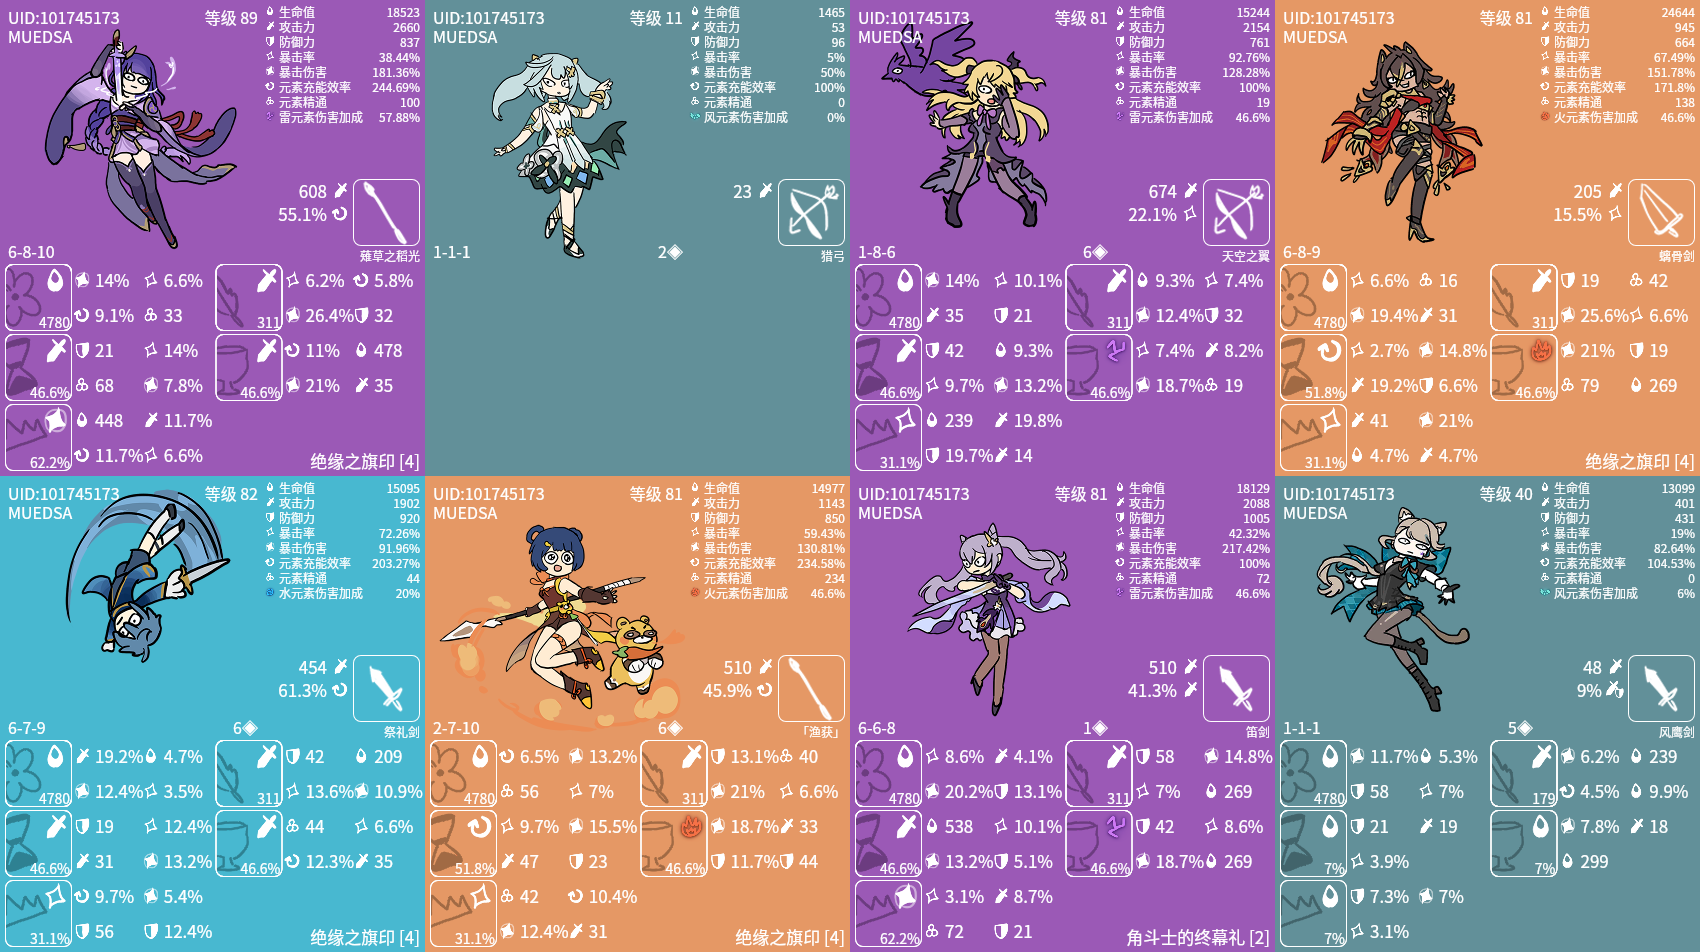 UID:101745173 等级 89
MUEDSA
生命值 18523
攻击力 2660
防御力 837
暴击率 38.44%
暴击伤害 181.36%
元素充能效率 244.69%
元素精通 100
雷元素伤害加成 57.88%
608
55.1%
6-8-10
薙草之稻光
14% 6.6% 6.2% 5.8%
9.1% 33 26.4% 32
4780 311
21 14% 11% 478
68 7.8% 21% 35
46.6% 46.6%
448 11.7%
11.7% 6.6%
62.2%
绝缘之旗印 [4]
UID:101745173 等级 11
MUEDSA
生命值 1465
攻击力 53
防御力 96
暴击率 5%
暴击伤害 50%
元素充能效率 100%
元素精通 0
风元素伤害加成 0%
23
1-1-1 2
猎弓
UID:101745173 等级 81
MUEDSA
生命值 15244
攻击力 2154
防御力 761
暴击率 92.76%
暴击伤害 128.28%
元素充能效率 100%
元素精通 19
雷元素伤害加成 46.6%
674
22.1%
1-8-6 6
天空之翼
14% 10.1% 9.3% 7.4%
35 21 12.4% 32
4780 311
42 9.3% 7.4% 8.2%
9.7% 13.2% 18.7% 19
46.6% 46.6%
239 19.8%
19.7% 14
31.1%
UID:101745173 等级 81
MUEDSA
生命值 24644
攻击力 945
防御力 664
暴击率 67.49%
暴击伤害 151.78%
元素充能效率 171.8%
元素精通 138
火元素伤害加成 46.6%
205
15.5%
6-8-9
螭骨剑
6.6% 16 19 42
19.4% 31 25.6% 6.6%
4780 311
2.7% 14.8% 21% 19
19.2% 6.6% 79 269
51.8% 46.6%
41 21%
4.7% 4.7%
31.1%
绝缘之旗印 [4]
UID:101745173 等级 82
MUEDSA
生命值 15095
攻击力 1902
防御力 920
暴击率 72.26%
暴击伤害 91.96%
元素充能效率 203.27%
元素精通 44
水元素伤害加成 20%
454
61.3%
6-7-9 6
祭礼剑
19.2% 4.7% 42 209
12.4% 3.5% 13.6% 10.9%
4780 311
19 12.4% 44 6.6%
31 13.2% 12.3% 35
46.6% 46.6%
9.7% 5.4%
56 12.4%
31.1%
绝缘之旗印 [4]
UID:101745173 等级 81
MUEDSA
生命值 14977
攻击力 1143
防御力 850
暴击率 59.43%
暴击伤害 130.81%
元素充能效率 234.58%
元素精通 234
火元素伤害加成 46.6%
510
45.9%
2-7-10 6
「渔获」
6.5% 13.2% 13.1% 40
56 7% 21% 6.6%
4780 311
9.7% 15.5% 18.7% 33
47 23 11.7% 44
51.8% 46.6%
42 10.4%
12.4% 31
31.1%
绝缘之旗印 [4]
UID:101745173 等级 81
MUEDSA
生命值 18129
攻击力 2088
防御力 1005
暴击率 42.32%
暴击伤害 217.42%
元素充能效率 100%
元素精通 72
雷元素伤害加成 46.6%
510
41.3%
6-6-8 1
笛剑
8.6% 4.1% 58 14.8%
20.2% 13.1% 7% 269
4780 311
538 10.1% 42 8.6%
13.2% 5.1% 18.7% 269
46.6% 46.6%
3.1% 8.7%
72 21
62.2%
角斗士的终幕礼 [2]
UID:101745173 等级 40
MUEDSA
生命值 13099
攻击力 401
防御力 431
暴击率 19%
暴击伤害 82.64%
元素充能效率 104.53%
元素精通 0
风元素伤害加成 6%
48
9%
1-1-1 5
风鹰剑
11.7% 5.3% 6.2% 239
58 7% 4.5% 9.9%
4780 179
21 19 7.8% 18
3.9% 299
7% 7%
7.3% 7%
3.1%
7%